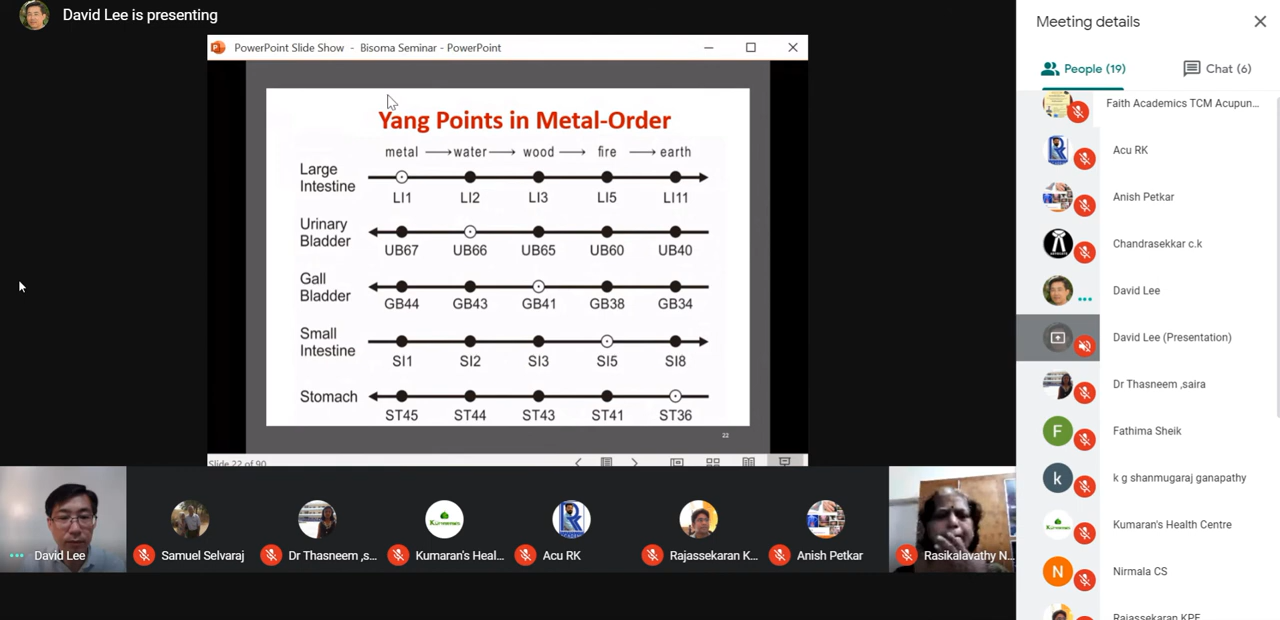 David Lee is presenting
PowerPoint Slide Show - Bisoma Seminar - PowerPoint
Yang Points in Metal-Order
metal → water → wood → fire → earth
Large
Intestine
LI1 LI2 LI3 LI5 LI11
Urinary
Bladder
UB67 UB66 UB65 UB60 UB40
Gall
Bladder
GB44 GB43 GB41 GB38 GB34
Small
Intestine
SI1 SI2 SI3 SI5 SI8
Stomach
ST45 ST44 ST43 ST41 ST36
22
Slide 22 of 90
David Lee
Samuel Selvaraj
Dr Thasneem ,s...
Kumaran's Heal...
Acu RK
Rajassekaran K...
Anish Petkar
Rasikalavathy N...
Meeting details
People (19)
Chat (6)
Faith Academics TCM Acupun...
Acu RK
Anish Petkar
Chandrasekkar c.k
David Lee
David Lee (Presentation)
Dr Thasneem ,saira
F
Fathima Sheik
k
k g shanmugaraj ganapathy
Kumaran's Health Centre
N
Nirmala CS
Rajassekaran KPE